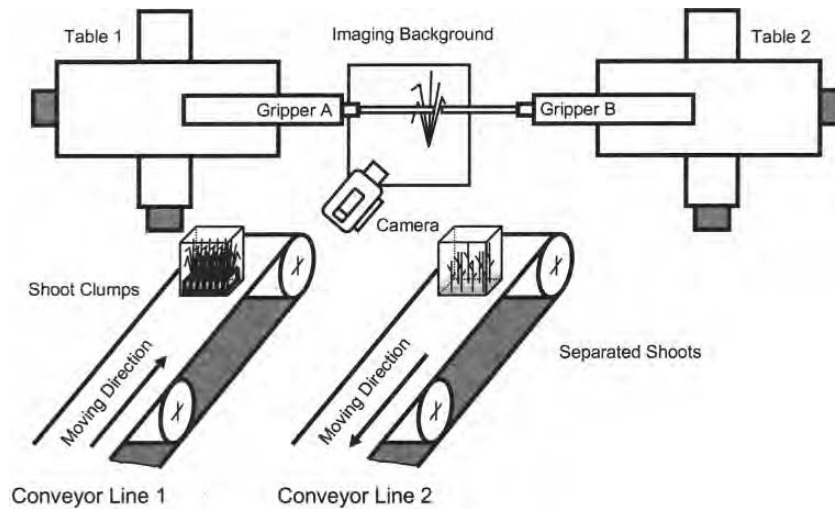 Table 1
Imaging Background
Table 2
Gripper A
Gripper B
Camera
Shoot Clumps
Moving Direction
Moving Direction
Separated Shoots
Conveyor Line 1
Conveyor Line 2